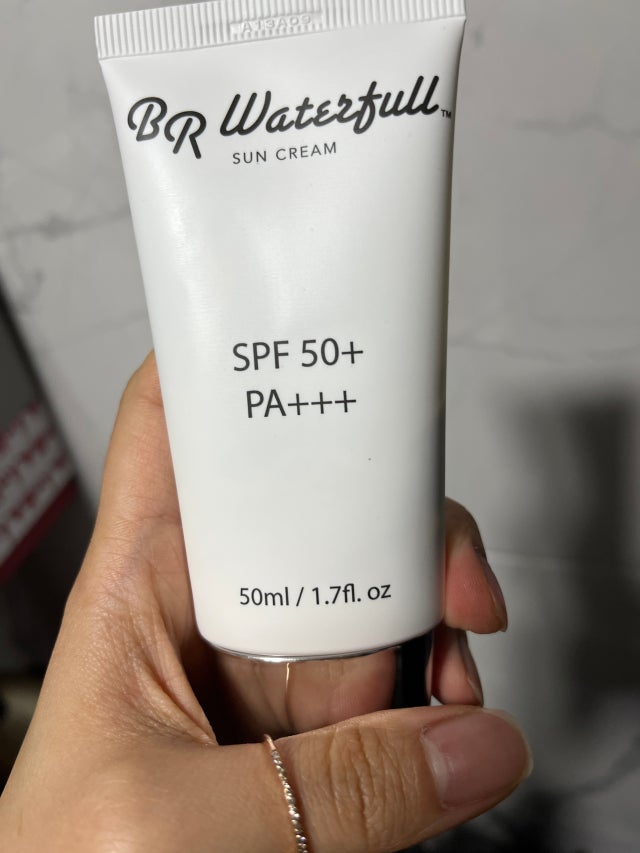 BR Waterfull™
SUN CREAM
SPF 50+
PA+++
50ml / 1.7fl. oz